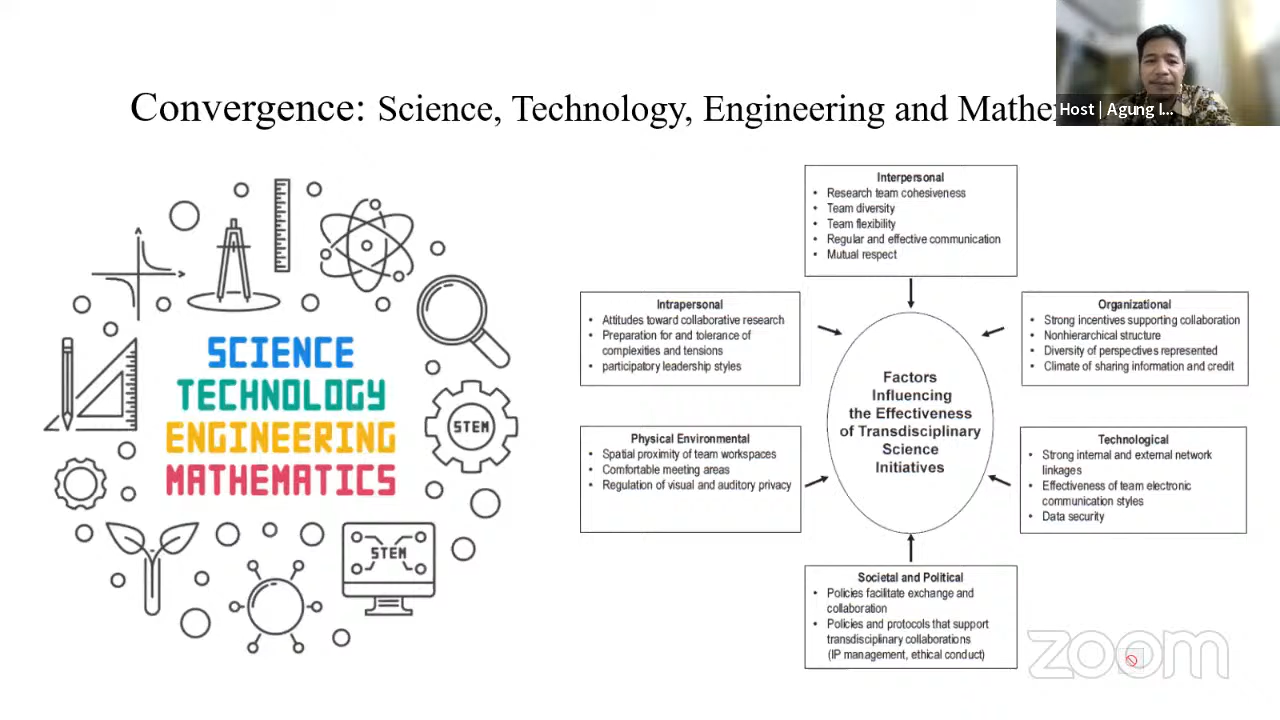 Convergence: Science, Technology, Engineering and Mathe
Host | Agung I...
SCIENCE
TECHNOLOGY
ENGINEERING
MATHEMATICS
STEM
STEM
Interpersonal
• Research team cohesiveness
• Team diversity
• Team flexibility
• Regular and effective communication
• Mutual respect
Intrapersonal
• Attitudes toward collaborative research
• Preparation for and tolerance of
complexities and tensions
• participatory leadership styles
Organizational
• Strong incentives supporting collaboration
• Nonhierarchical structure
• Diversity of perspectives represented
• Climate of sharing information and credit
Factors
Influencing
the Effectiveness
of Transdisciplinary
Science
Initiatives
Physical Environmental
• Spatial proximity of team workspaces
• Comfortable meeting areas
• Regulation of visual and auditory privacy
Technological
• Strong internal and external network
linkages
• Effectiveness of team electronic
communication styles
• Data security
Societal and Political
• Policies facilitate exchange and
collaboration
• Policies and protocols that support
transdisciplinary collaborations
(IP management, ethical conduct)
zoom